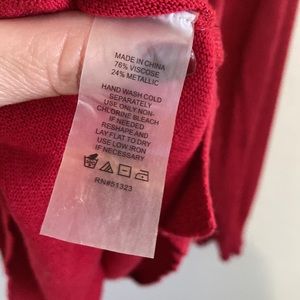 MADE IN CHINA
76% VISCOSE
24% METALLIC
HAND WASH COLD
SEPARATELY
USE ONLY NON-
CHLORINE BLEACH
IF NEEDED
RESHAPE AND
LAY FLAT TO DRY
USE LOW IRON
IF NECESSARY
RN#51323